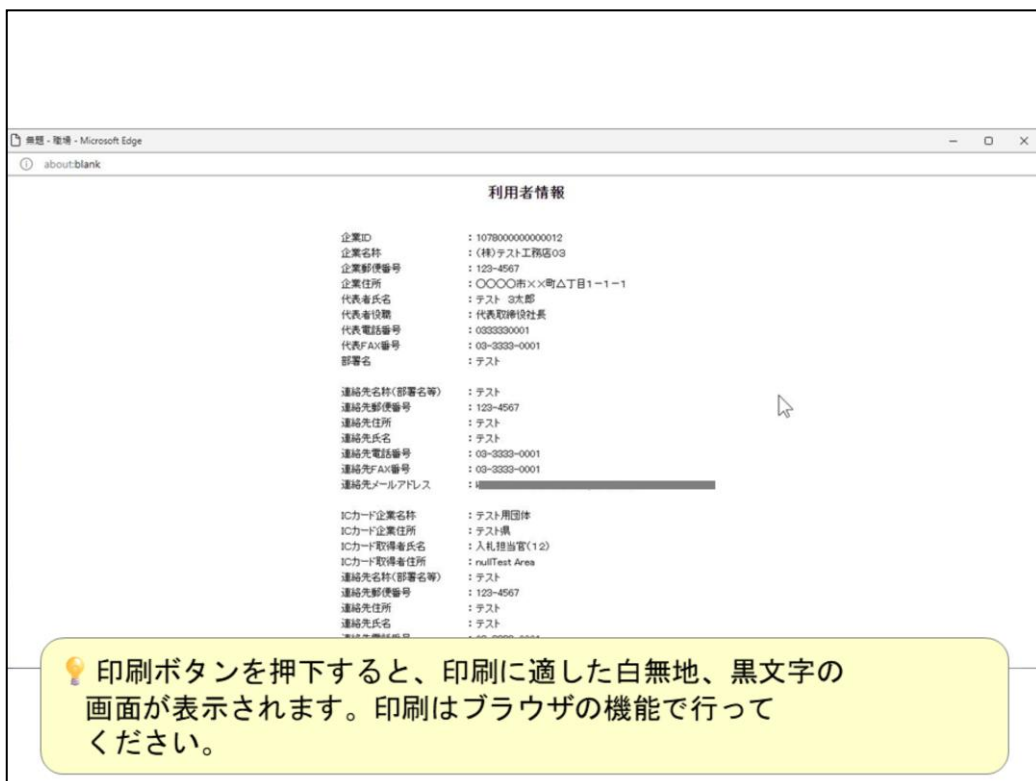 無題 - 職場 - Microsoft Edge
about:blank
利用者情報
企業ID : 1078000000000012
企業名称 : (株)テスト工務店03
企業郵便番号 : 123-4567
企業住所 : 〇〇〇〇市××町△丁目1-1-1
代表者氏名 : テスト 3太郎
代表者役職 : 代表取締役社長
代表電話番号 : 0333330001
代表FAX番号 : 03-3333-0001
部署名 : テスト
連絡先名称(部署名等) : テスト
連絡先郵便番号 : 123-4567
連絡先住所 : テスト
連絡先氏名 : テスト
連絡先電話番号 : 03-3333-0001
連絡先FAX番号 : 03-3333-0001
連絡先メールアドレス :
ICカード企業名称 : テスト用団体
ICカード企業住所 : テスト県
ICカード取得者氏名 : 入札担当官(12)
ICカード取得者住所 : nullTest Area
連絡先名称(部署名等) : テスト
連絡先郵便番号 : 123-4567
連絡先住所 : テスト
連絡先氏名 : テスト
印刷ボタンを押下すると、印刷に適した白無地、黒文字の
画面が表示されます。印刷はブラウザの機能で行って
ください。